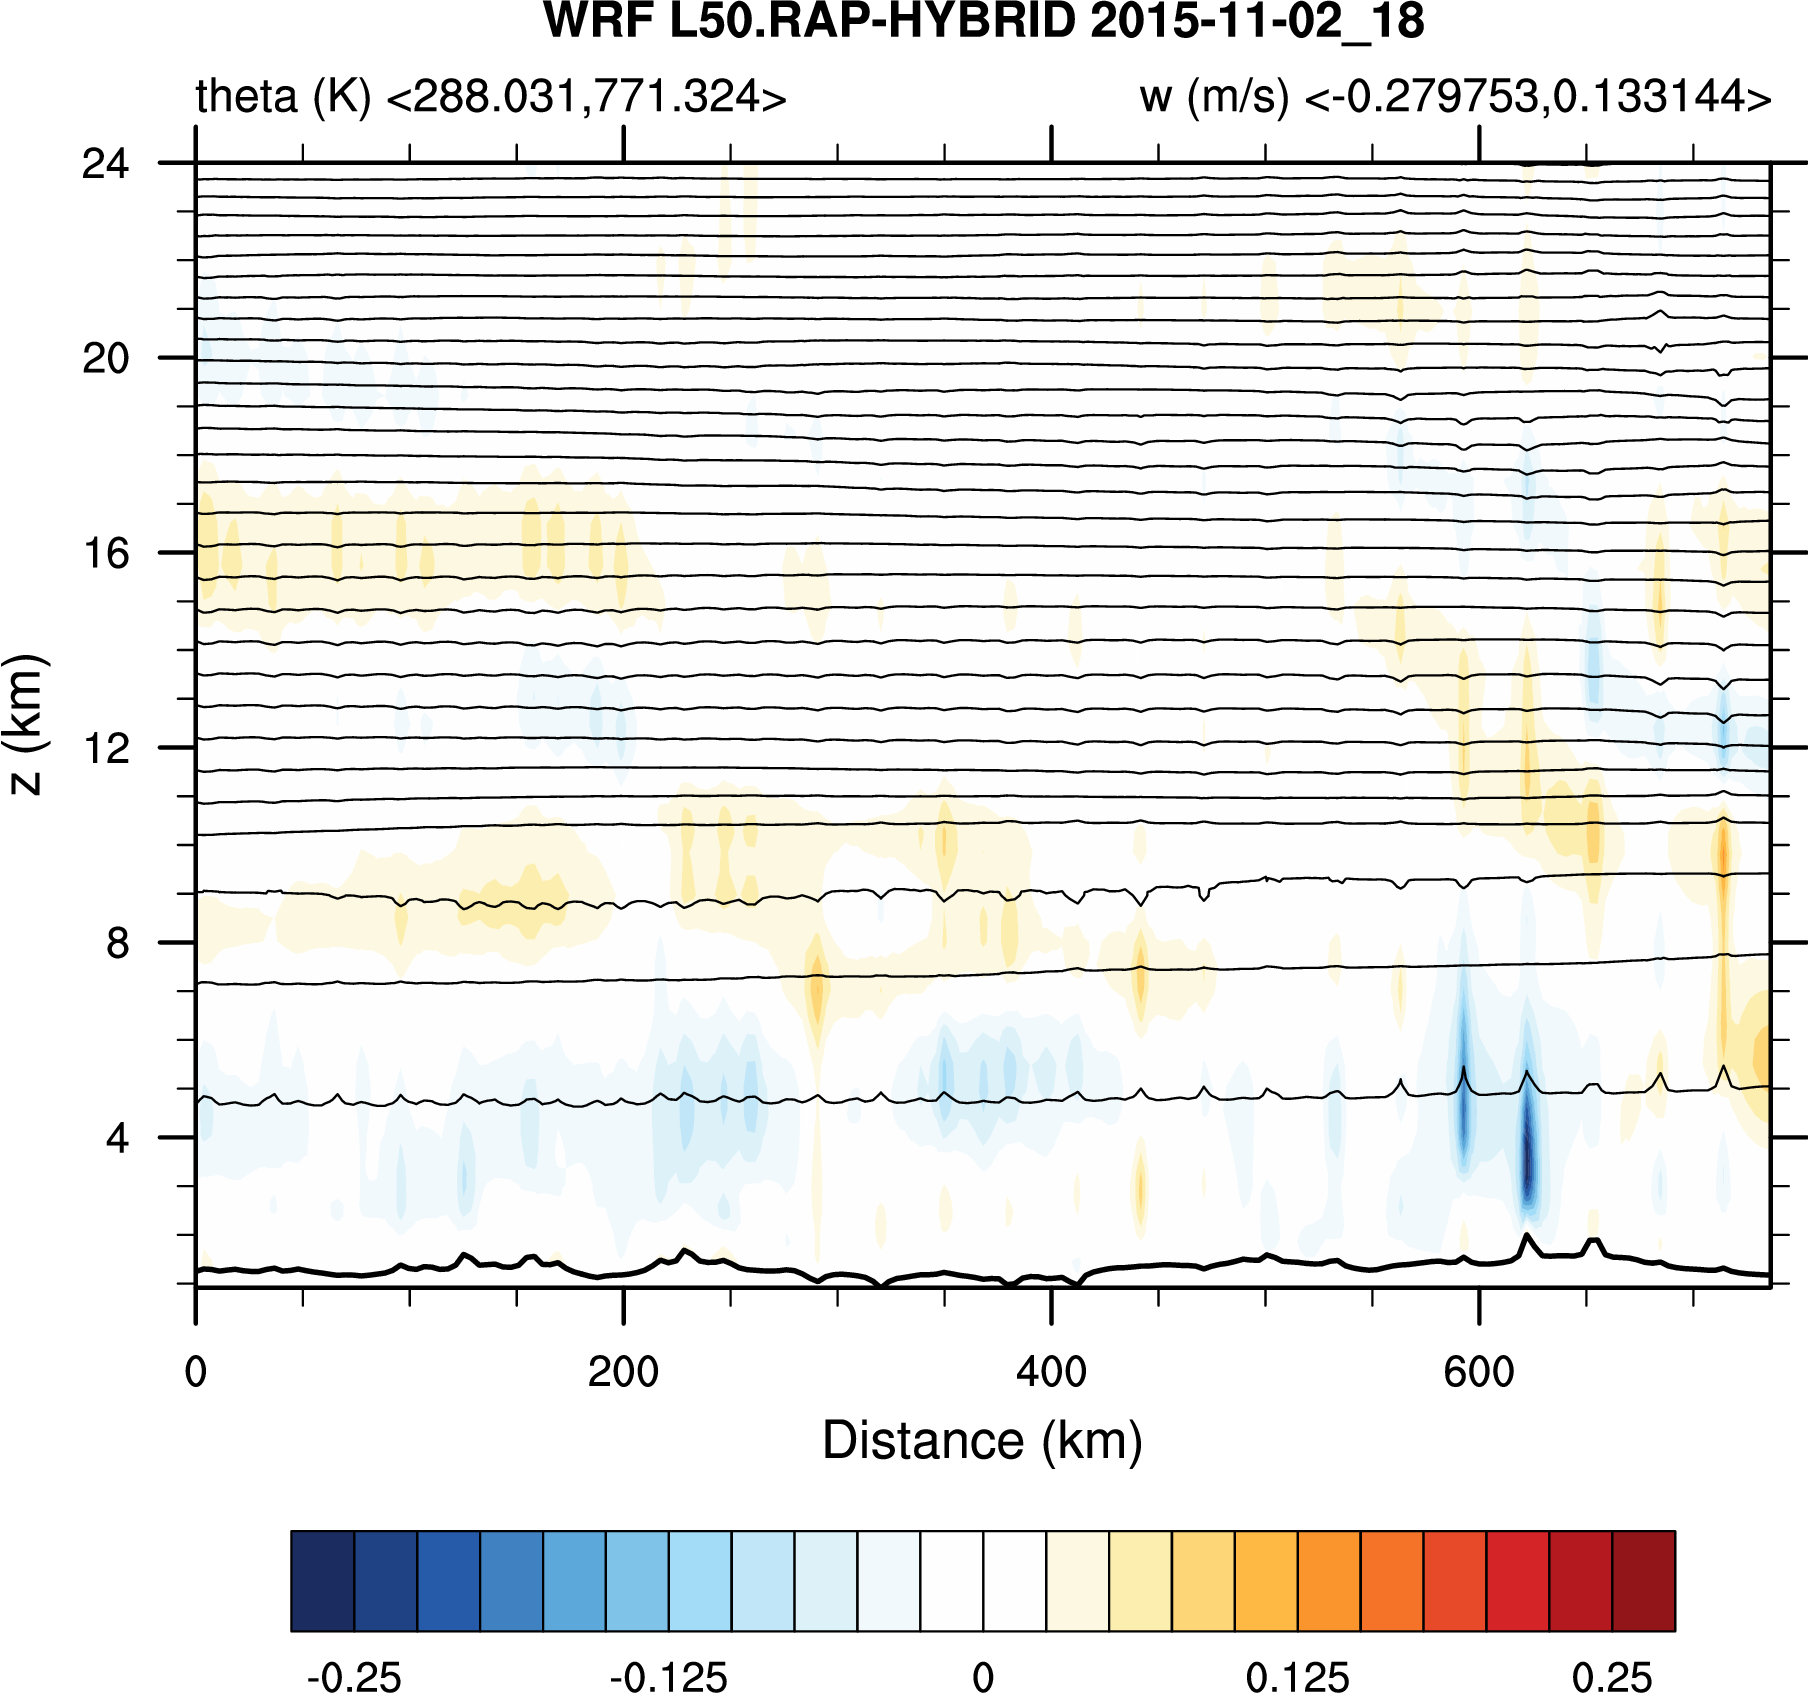 WRF L50.RAP-HYBRID 2015-11-02_18
theta (K) <288.031,771.324>
w (m/s) <-0.279753,0.133144>
24
20
16
12
8
4
z (km)
0 200 400 600
Distance (km)
-0.25 -0.125 0 0.125 0.25